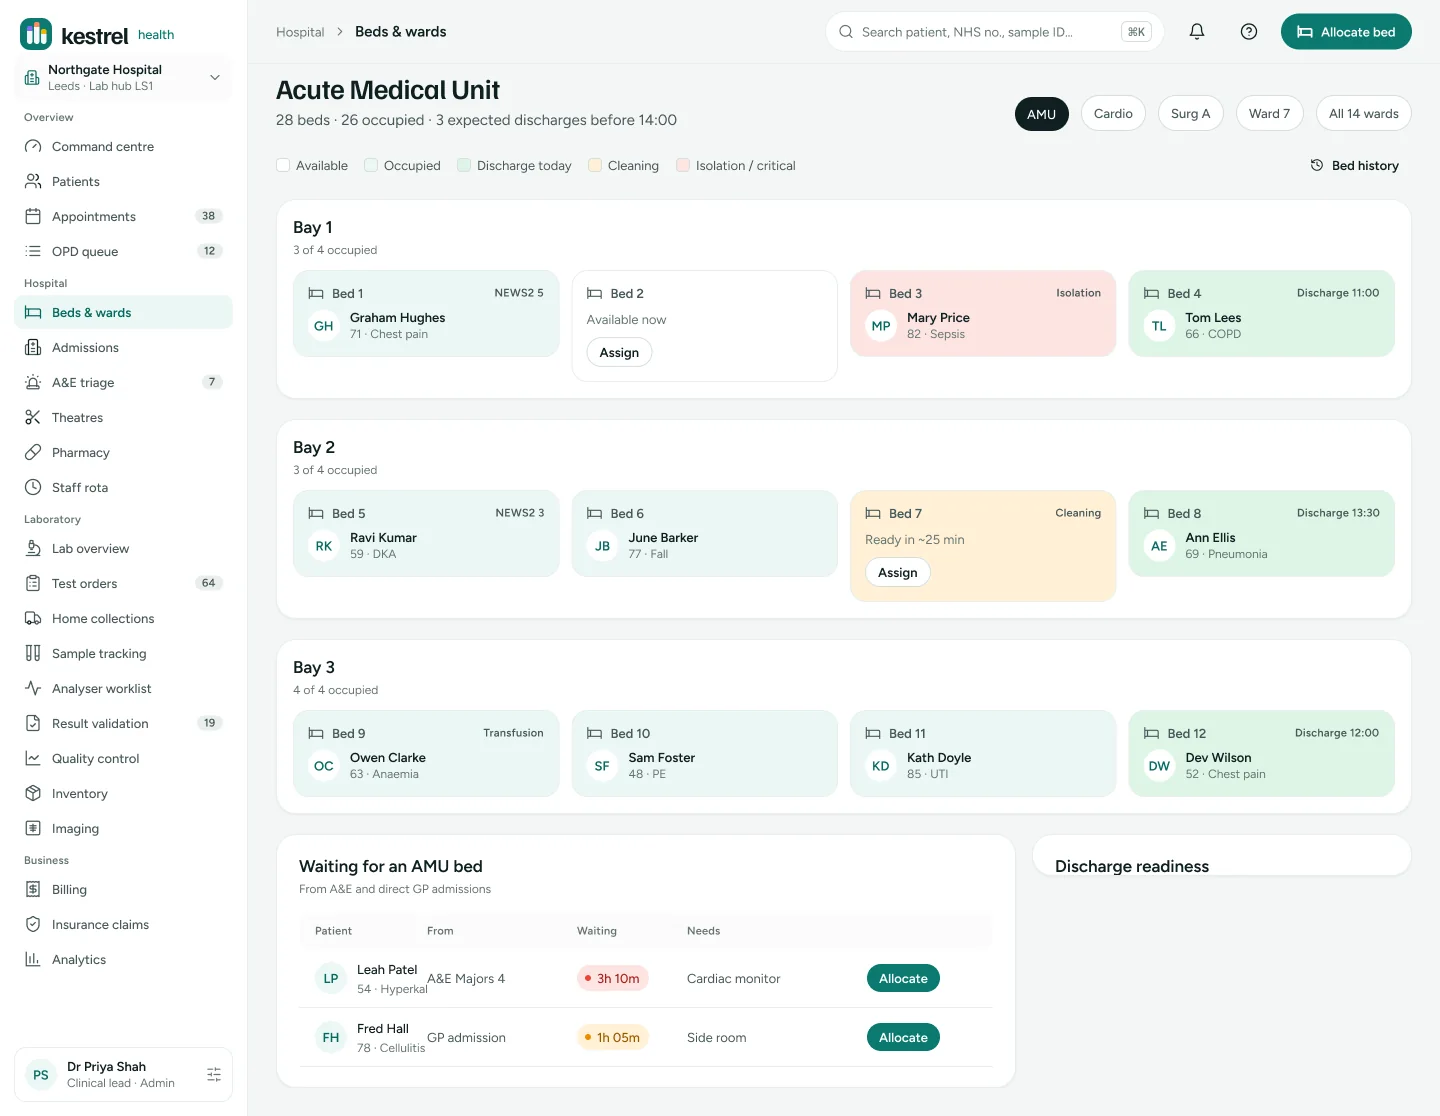 kestrel health
Northgate Hospital
Leeds · Lab hub LS1
Overview
Command centre
Patients
Appointments 38
OPD queue 12
Hospital
Beds & wards
Admissions
A&E triage 7
Theatres
Pharmacy
Staff rota
Laboratory
Lab overview
Test orders 64
Home collections
Sample tracking
Analyser worklist
Result validation 19
Quality control
Inventory
Imaging
Business
Billing
Insurance claims
Analytics
PS
Dr Priya Shah
Clinical lead · Admin
Hospital > Beds & wards
Search patient, NHS no., sample ID... ⌘K
Allocate bed
Acute Medical Unit
28 beds · 26 occupied · 3 expected discharges before 14:00
AMU Cardio Surg A Ward 7 All 14 wards
Available Occupied Discharge today Cleaning Isolation / critical
Bed history
Bay 1
3 of 4 occupied
Bed 1 NEWS2 5
GH Graham Hughes
71 · Chest pain
Bed 2
Available now
Assign
Bed 3 Isolation
MP Mary Price
82 · Sepsis
Bed 4 Discharge 11:00
TL Tom Lees
66 · COPD
Bay 2
3 of 4 occupied
Bed 5 NEWS2 3
RK Ravi Kumar
59 · DKA
Bed 6
JB June Barker
77 · Fall
Bed 7 Cleaning
Ready in ~25 min
Assign
Bed 8 Discharge 13:30
AE Ann Ellis
69 · Pneumonia
Bay 3
4 of 4 occupied
Bed 9 Transfusion
OC Owen Clarke
63 · Anaemia
Bed 10
SF Sam Foster
48 · PE
Bed 11
KD Kath Doyle
85 · UTI
Bed 12 Discharge 12:00
DW Dev Wilson
52 · Chest pain
Waiting for an AMU bed
From A&E and direct GP admissions
Patient From Waiting Needs
LP Leah Patel
54 · Hyperkal
A&E Majors 4 3h 10m Cardiac monitor Allocate
FH Fred Hall
78 · Cellulitis
GP admission 1h 05m Side room Allocate
Discharge readiness